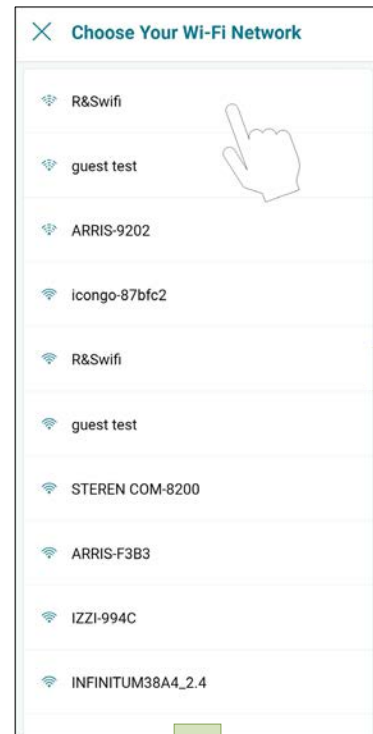 Choose Your Wi-Fi Network
R&Swifi
guest test
ARRIS-9202
icongo-87bfc2
R&Swifi
guest test
STEREN COM-8200
ARRIS-F3B3
IZZI-994C
INFINITUM38A4_2.4